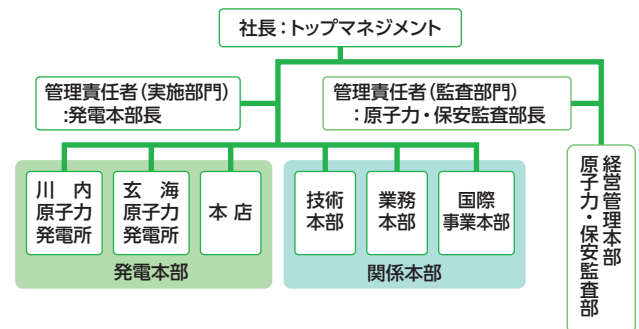 社長：トップマネジメント
管理責任者（実施部門）
：発電本部長
管理責任者（監査部門）
：原子力・保安監査部長
川 内
原子力
発電所
玄 海
原子力
発電所
本 店
発電本部
技術
本部
業務
本部
国際
事業本部
関係本部
経営管理本部
原子力・保安監査部